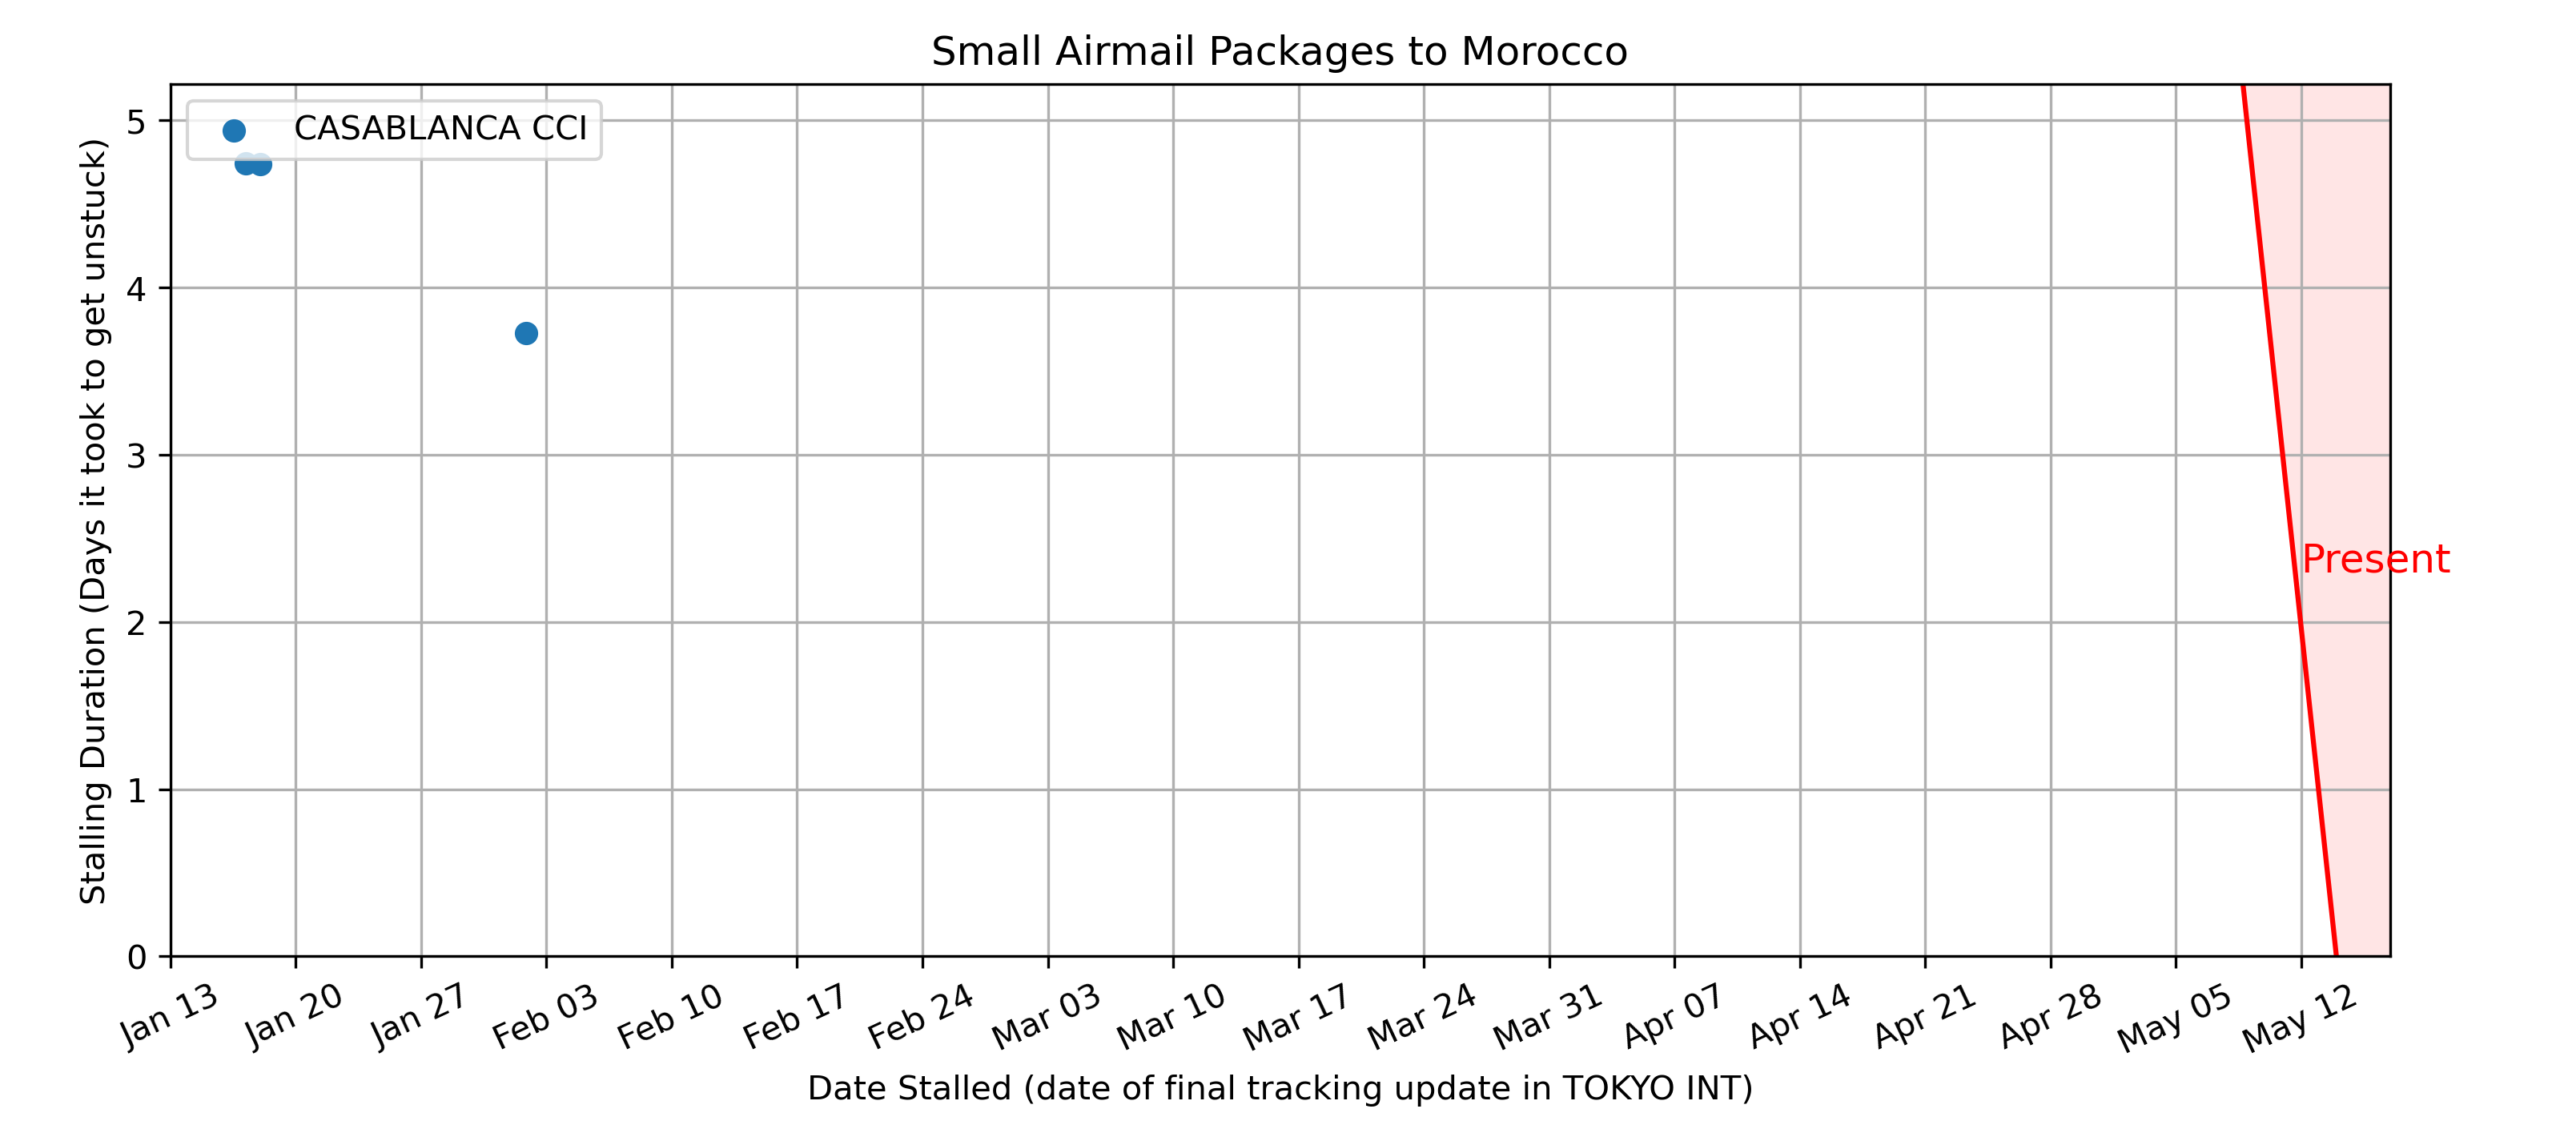 Small Airmail Packages to Morocco
CASABLANCA CCI
Stalling Duration (Days it took to get unstuck)
5
4
3
2
1
0
Present
Jan 13
Jan 20
Jan 27
Feb 03
Feb 10
Feb 17
Feb 24
Mar 03
Mar 10
Mar 17
Mar 24
Mar 31
Apr 07
Apr 14
Apr 21
Apr 28
May 05
May 12
Date Stalled (date of final tracking update in TOKYO INT)